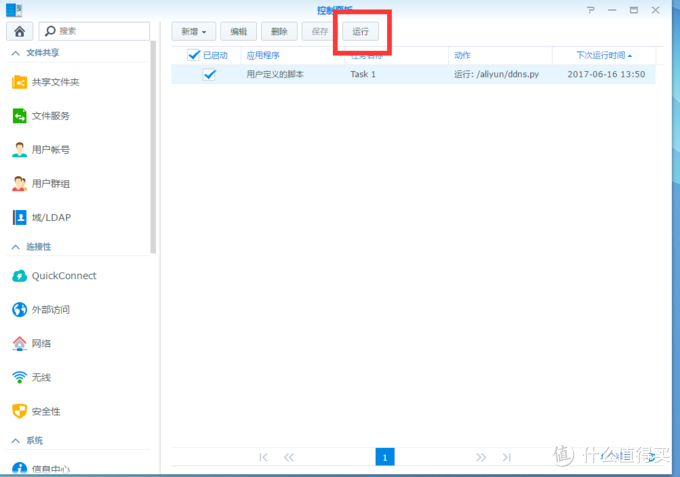 控制面板
搜索
新增 编辑 删除 保存 运行
文件共享
共享文件夹
文件服务
用户帐号
用户群组
域/LDAP
连接性
QuickConnect
外部访问
网络
无线
安全性
系统
信息中心
已启动 应用程序 任务名称 动作 下次运行时间
用户定义的脚本 Task 1 运行: /aliyun/ddns.py 2017-06-16 13:50
1
值 什么值得买